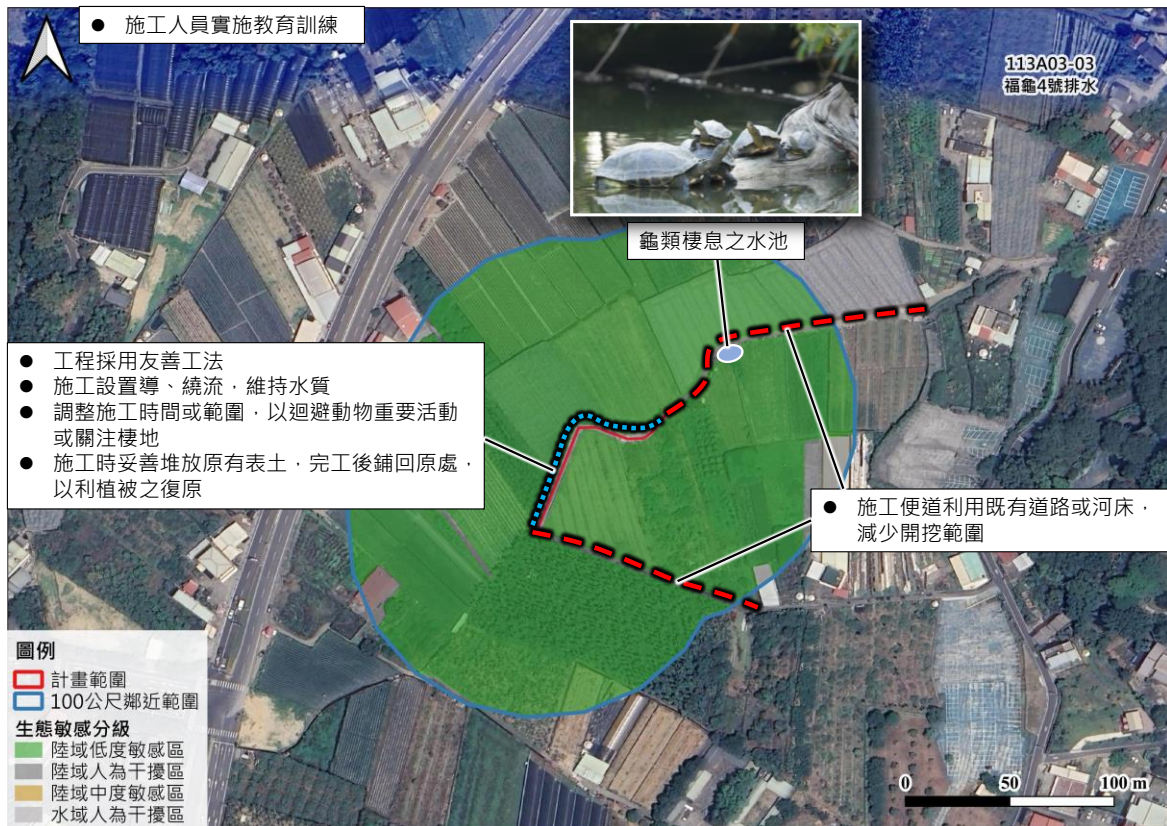 ● 施工人員實施教育訓練
113A03-03
福龜4號排水
龜類棲息之水池
● 工程採用友善工法
● 施工設置導、繞流，維持水質
● 調整施工時間或範圍，以迴避動物重要活動
或關注棲地
● 施工時妥善堆放原有表土，完工後鋪回原處，
以利植被之復原
● 施工便道利用既有道路或河床，
減少開挖範圍
圖例
計畫範圍
100公尺鄰近範圍
生態敏感分級
陸域低度敏感區
陸域人為干擾區
陸域中度敏感區
水域人為干擾區
0 50 100 m